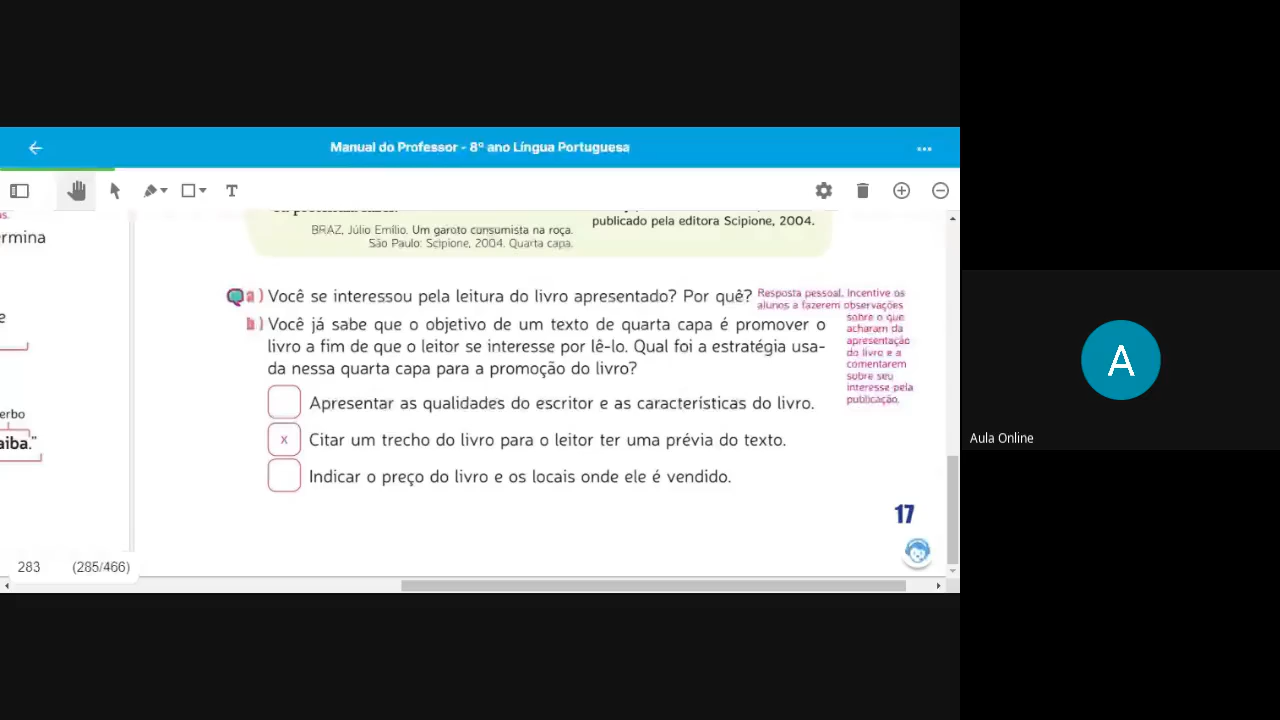 Manual do Professor - 8º ano Língua Portuguesa
T
as.
ermina
publicado pela editora Scipione, 2004.
BRAZ, Júlio Emílio. Um garoto consumista na roça.
São Paulo: Scipione, 2004. Quarta capa.
a) Você se interessou pela leitura do livro apresentado? Por quê?
Resposta pessoal. Incentive os
alunos a fazerem observações
sobre o que
acharam da
apresentação
do livro e a
comentarem
sobre seu
interesse pela
publicação.
b) Você já sabe que o objetivo de um texto de quarta capa é promover o
livro a fim de que o leitor se interesse por lê-lo. Qual foi a estratégia usa-
da nessa quarta capa para a promoção do livro?
Apresentar as qualidades do escritor e as características do livro.
x Citar um trecho do livro para o leitor ter uma prévia do texto.
Indicar o preço do livro e os locais onde ele é vendido.
e
erbo
aiba."
17
283 (285/466)
A
Aula Online